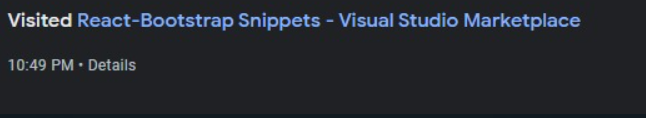 Visited React-Bootstrap Snippets - Visual Studio Marketplace
10:49 PM • Details